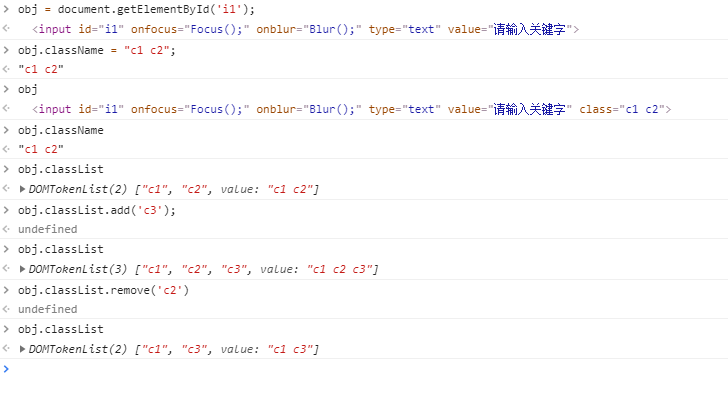 obj = document.getElementById('i1');
<input id="i1" onfocus="Focus();" onblur="Blur();" type="text" value="请输入关键字">
obj.className = "c1 c2";
"c1 c2"
obj
<input id="i1" onfocus="Focus();" onblur="Blur();" type="text" value="请输入关键字" class="c1 c2">
obj.className
"c1 c2"
obj.classList
DOMTokenList(2) ["c1", "c2", value: "c1 c2"]
obj.classList.add('c3');
undefined
obj.classList
DOMTokenList(3) ["c1", "c2", "c3", value: "c1 c2 c3"]
obj.classList.remove('c2')
undefined
obj.classList
DOMTokenList(2) ["c1", "c3", value: "c1 c3"]